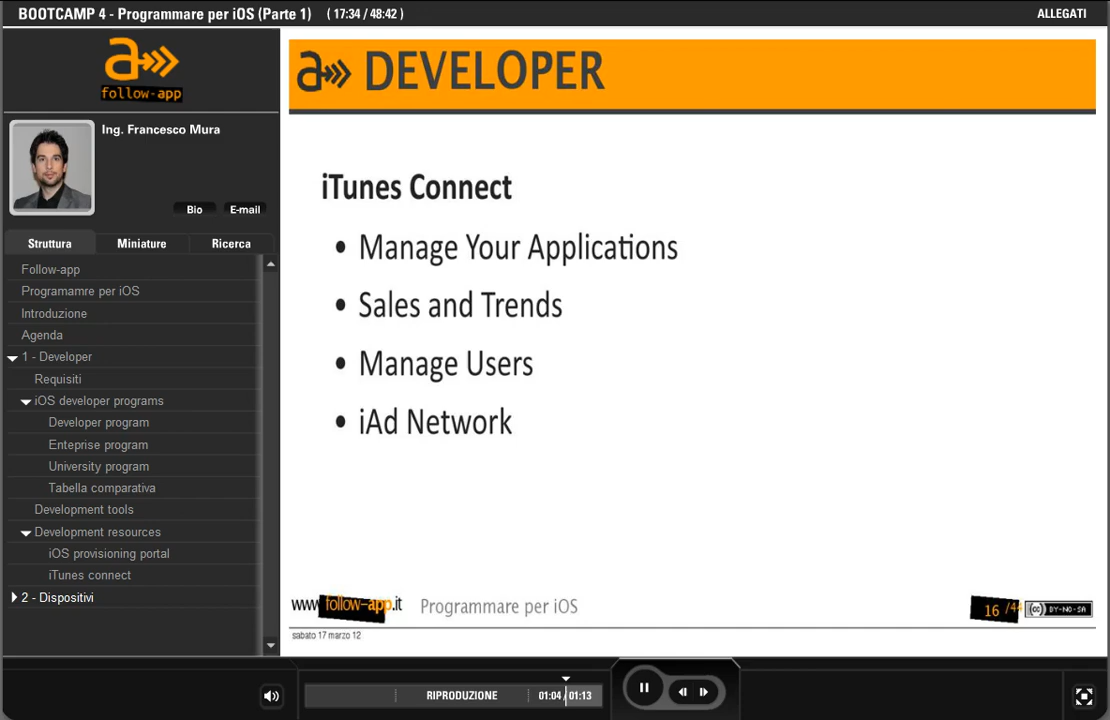 BOOTCAMP 4 - Programmare per iOS (Parte 1) ( 17:34 / 48:42 )
ALLEGATI
a
follow-app
Ing. Francesco Mura
Bio E-mail
Struttura Miniature Ricerca
Follow-app
Programamre per iOS
Introduzione
Agenda
1 - Developer
Requisiti
iOS developer programs
Developer program
Enteprise program
University program
Tabella comparativa
Development tools
Development resources
iOS provisioning portal
iTunes connect
2 - Dispositivi
a DEVELOPER
iTunes Connect
• Manage Your Applications
• Sales and Trends
• Manage Users
• iAd Network
www.follow-app.it Programmare per iOS
16
cc BY-NO-SA
sabato 17 marzo 12
RIPRODUZIONE 01:04 / 01:13